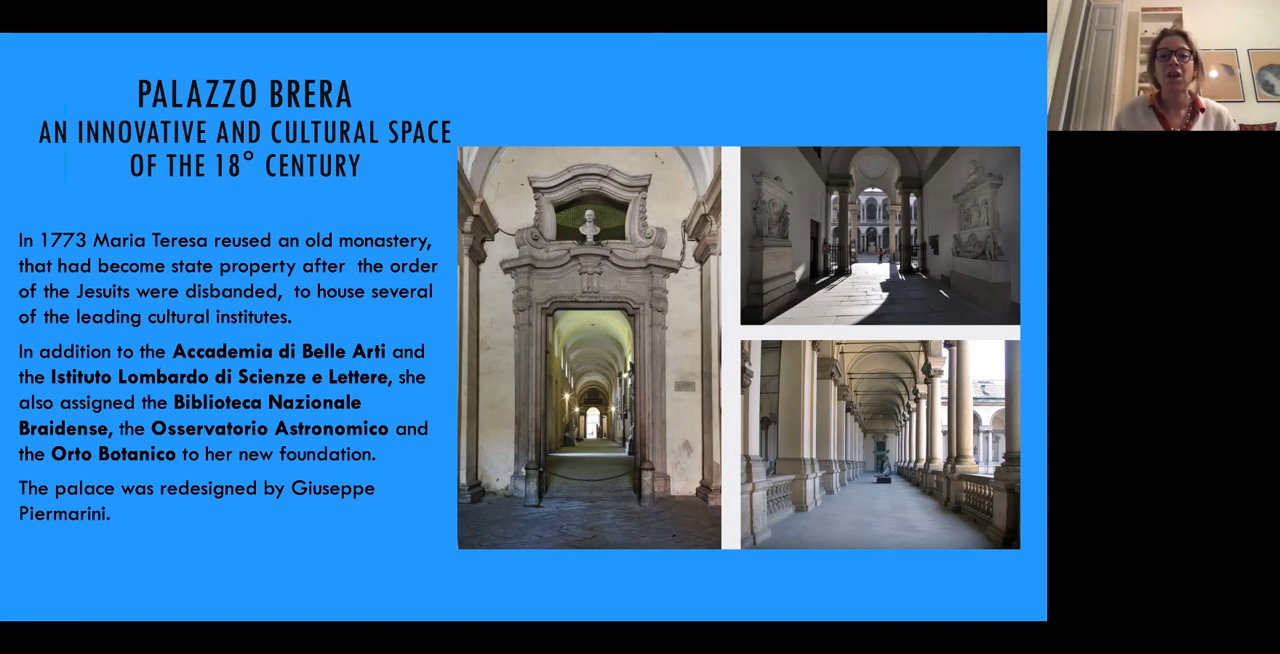 PALAZZO BRERA
AN INNOVATIVE AND CULTURAL SPACE
OF THE 18° CENTURY
In 1773 Maria Teresa reused an old monastery,
that had become state property after the order
of the Jesuits were disbanded, to house several
of the leading cultural institutes.
In addition to the Accademia di Belle Arti and
the Istituto Lombardo di Scienze e Lettere, she
also assigned the Biblioteca Nazionale
Braidense, the Osservatorio Astronomico and
the Orto Botanico to her new foundation.
The palace was redesigned by Giuseppe
Piermarini.